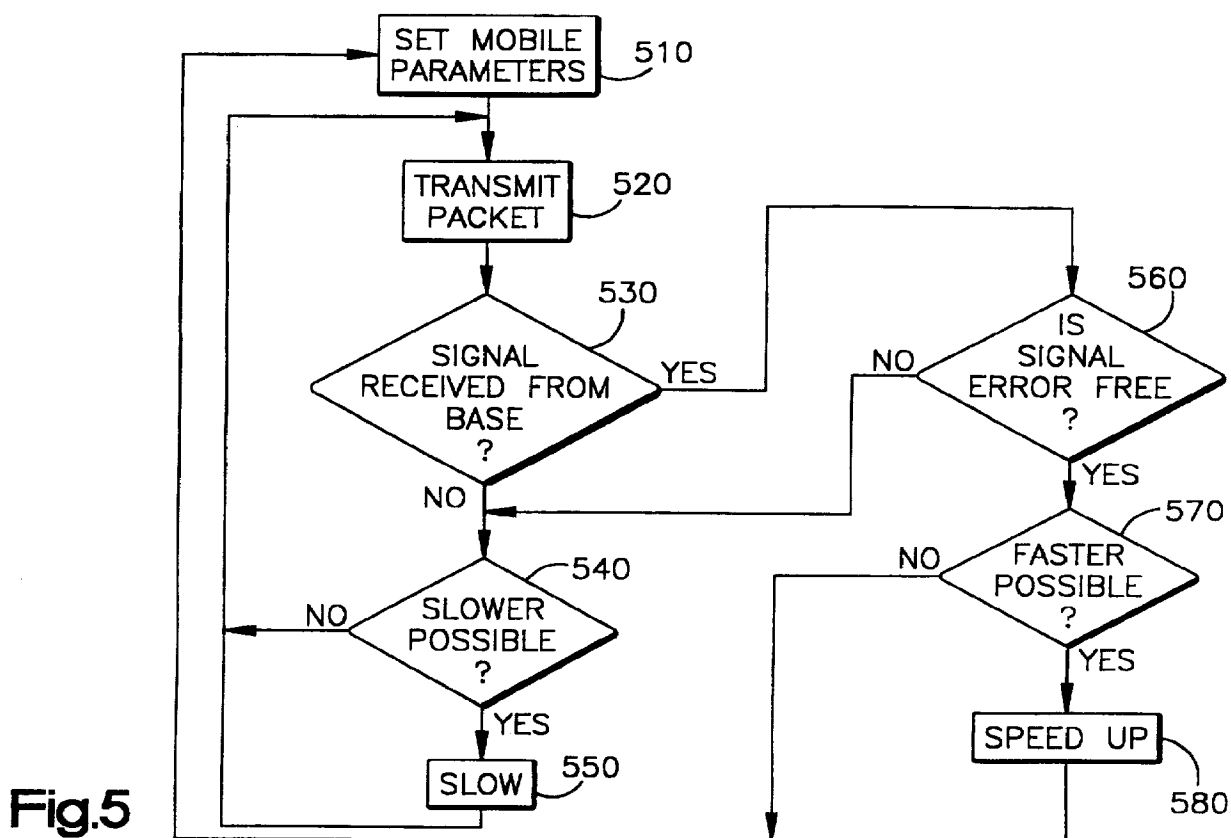 SET MOBILE
PARAMETERS
510
TRANSMIT
PACKET
520
SIGNAL
RECEIVED FROM
BASE
?
530
YES
NO
IS
SIGNAL
ERROR FREE
?
560
NO
YES
SLOWER
POSSIBLE
?
540
NO
YES
FASTER
POSSIBLE
?
570
NO
YES
SLOW
550
SPEED UP
580
Fig.5